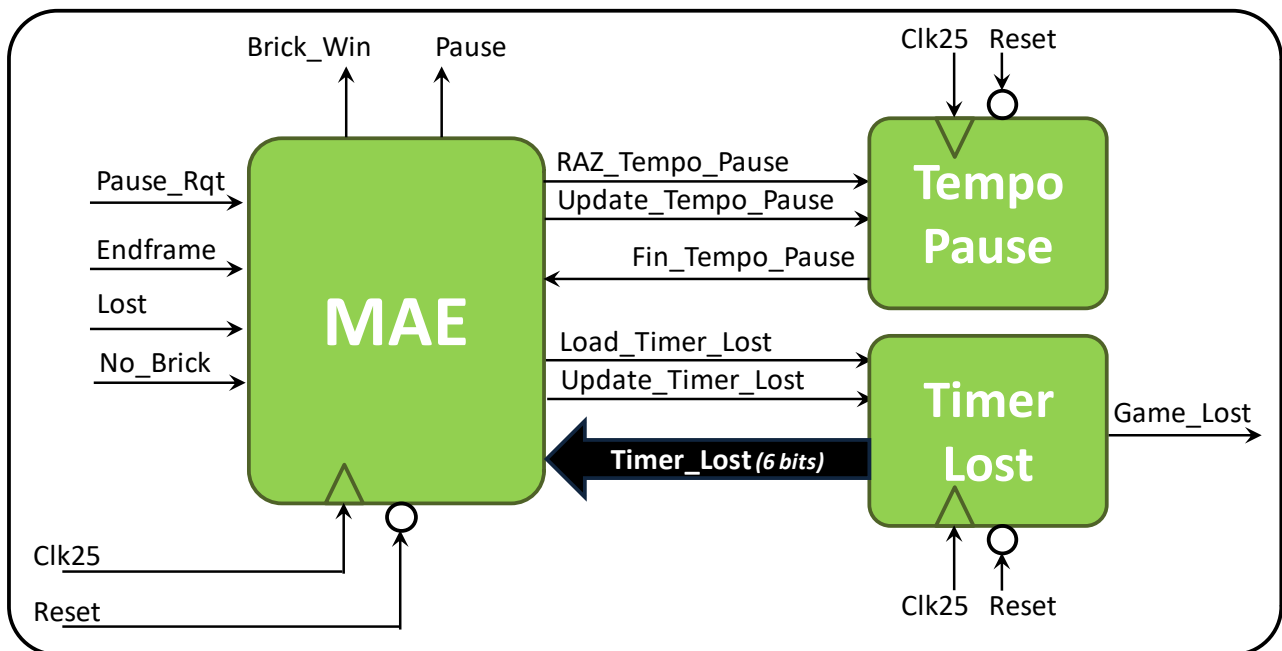 Brick_Win
Pause
Clk25
Reset
Pause_Rqt
Endframe
Lost
No_Brick
MAE
RAZ_Tempo_Pause
Update_Tempo_Pause
Fin_Tempo_Pause
Tempo
Pause
Load_Timer_Lost
Update_Timer_Lost
Timer_Lost (6 bits)
Timer
Lost
Game_Lost
Clk25
Reset
Clk25
Reset